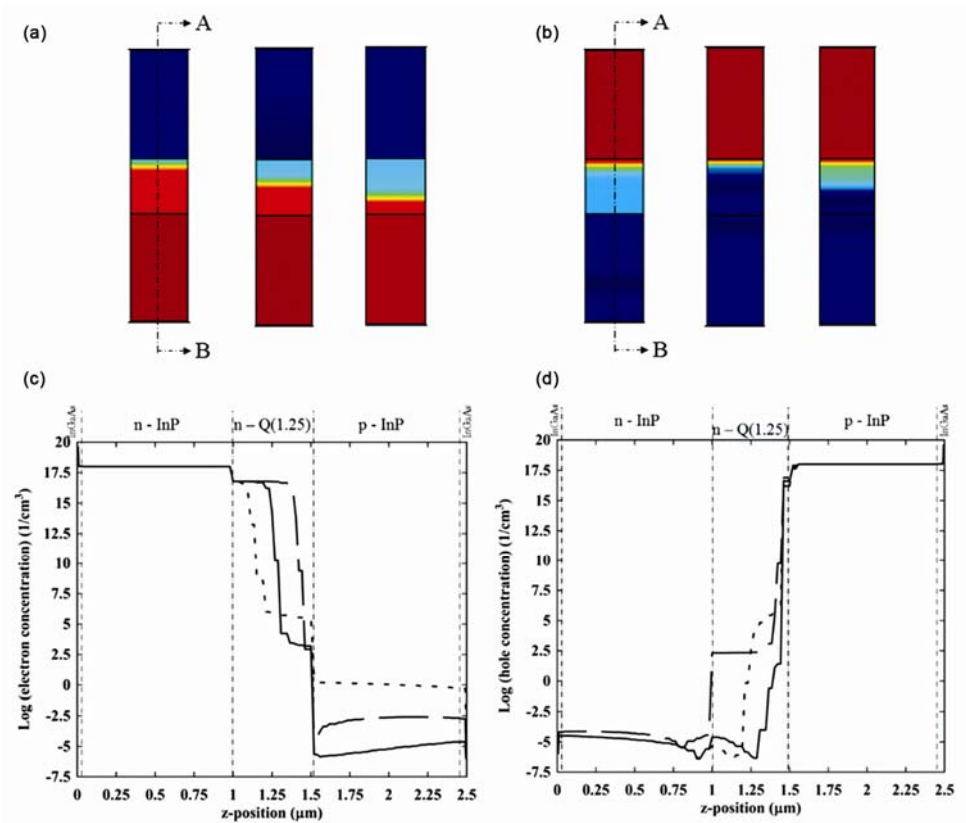 (a)
A
B
(b)
A
B
(c)
InGaAs
n - InP
n – Q(1.25)
p - InP
InGaAs
20
17.5
15
12.5
10
7.5
5
2.5
0
-2.5
-5
-7.5
Log (electron concentration) (1/cm³)
0 0.25 0.5 0.75 1 1.25 1.5 1.75 2 2.25 2.5
z-position (μm)
(d)
InGaAs
n - InP
n – Q(1.25)
p - InP
InGaAs
20
17.5
15
12.5
10
7.5
5
2.5
0
-2.5
-5
-7.5
Log (hole concentration) (1/cm³)
0 0.25 0.5 0.75 1 1.25 1.5 1.75 2 2.25 2.5
z-position (μm)